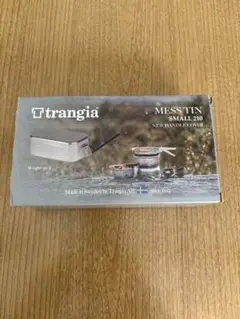 trangia
MESS TIN
SMALL 210
NEW HANDLE COVER
Made in Sweden by Trangia AB